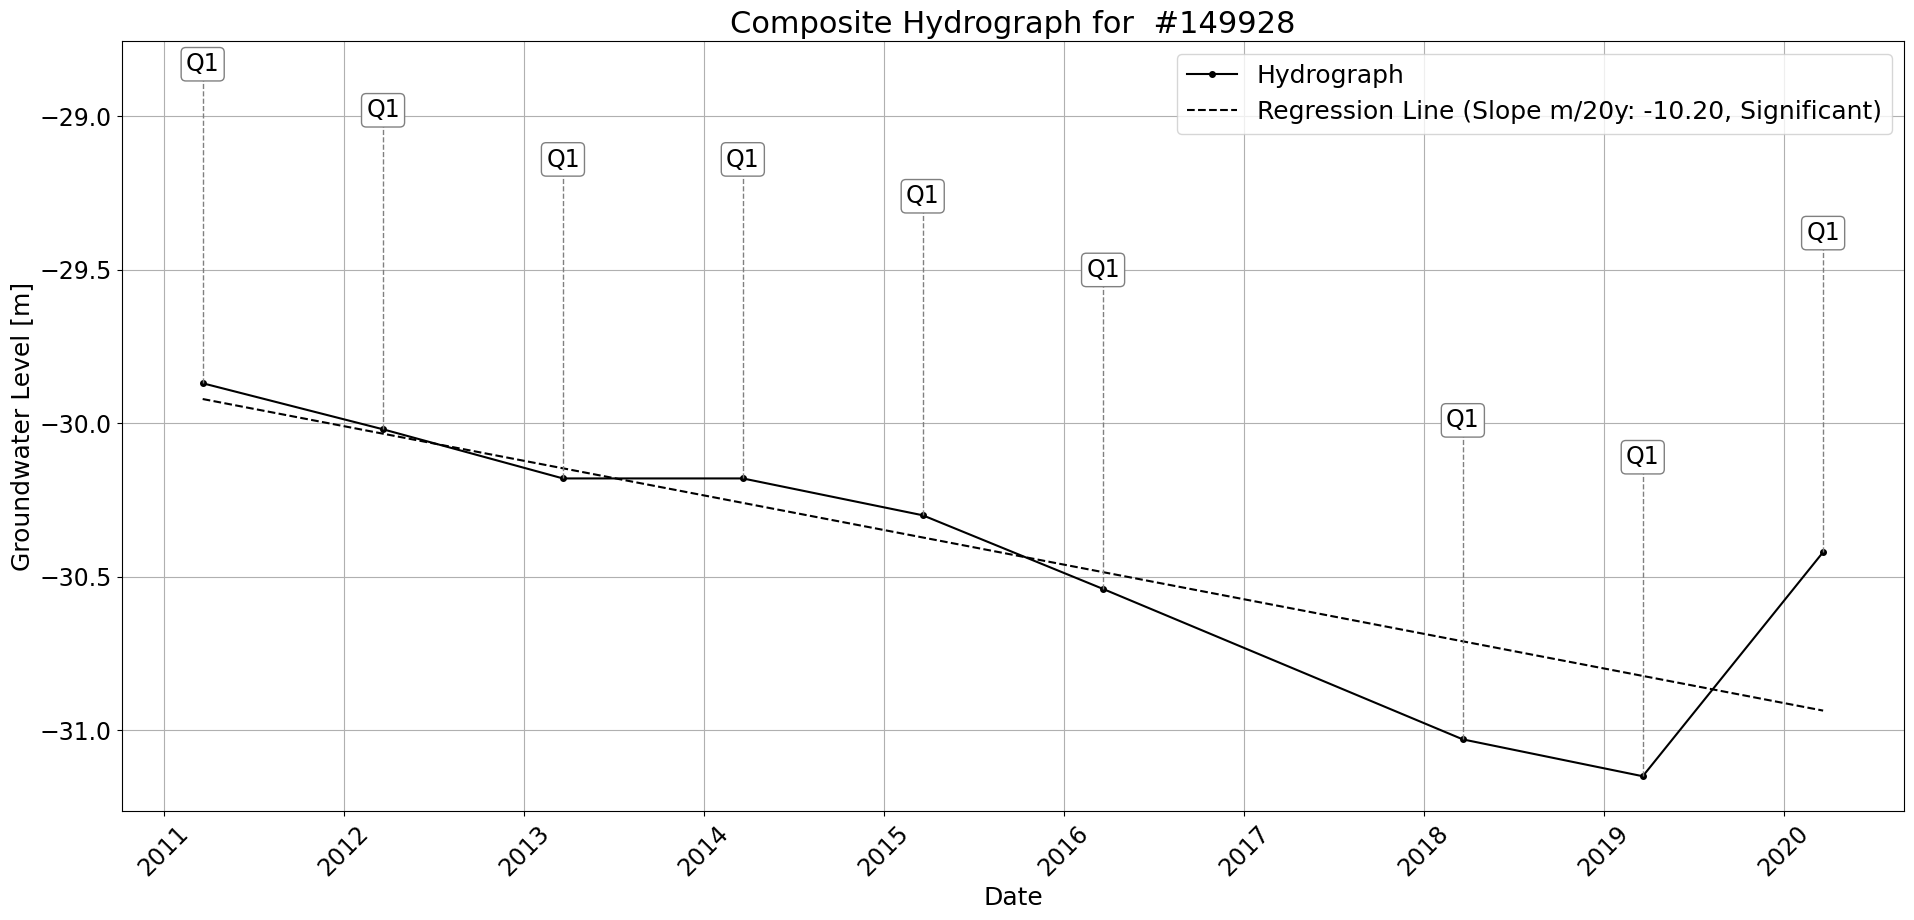 Composite Hydrograph for  #149928
Hydrograph
Regression Line (Slope m/20y: -10.20, Significant)
Q1
Q1
Q1
Q1
Q1
Q1
Q1
Q1
Q1
Groundwater Level [m]
−29.0
−29.5
−30.0
−30.5
−31.0
2011
2012
2013
2014
2015
2016
2017
2018
2019
2020
Date